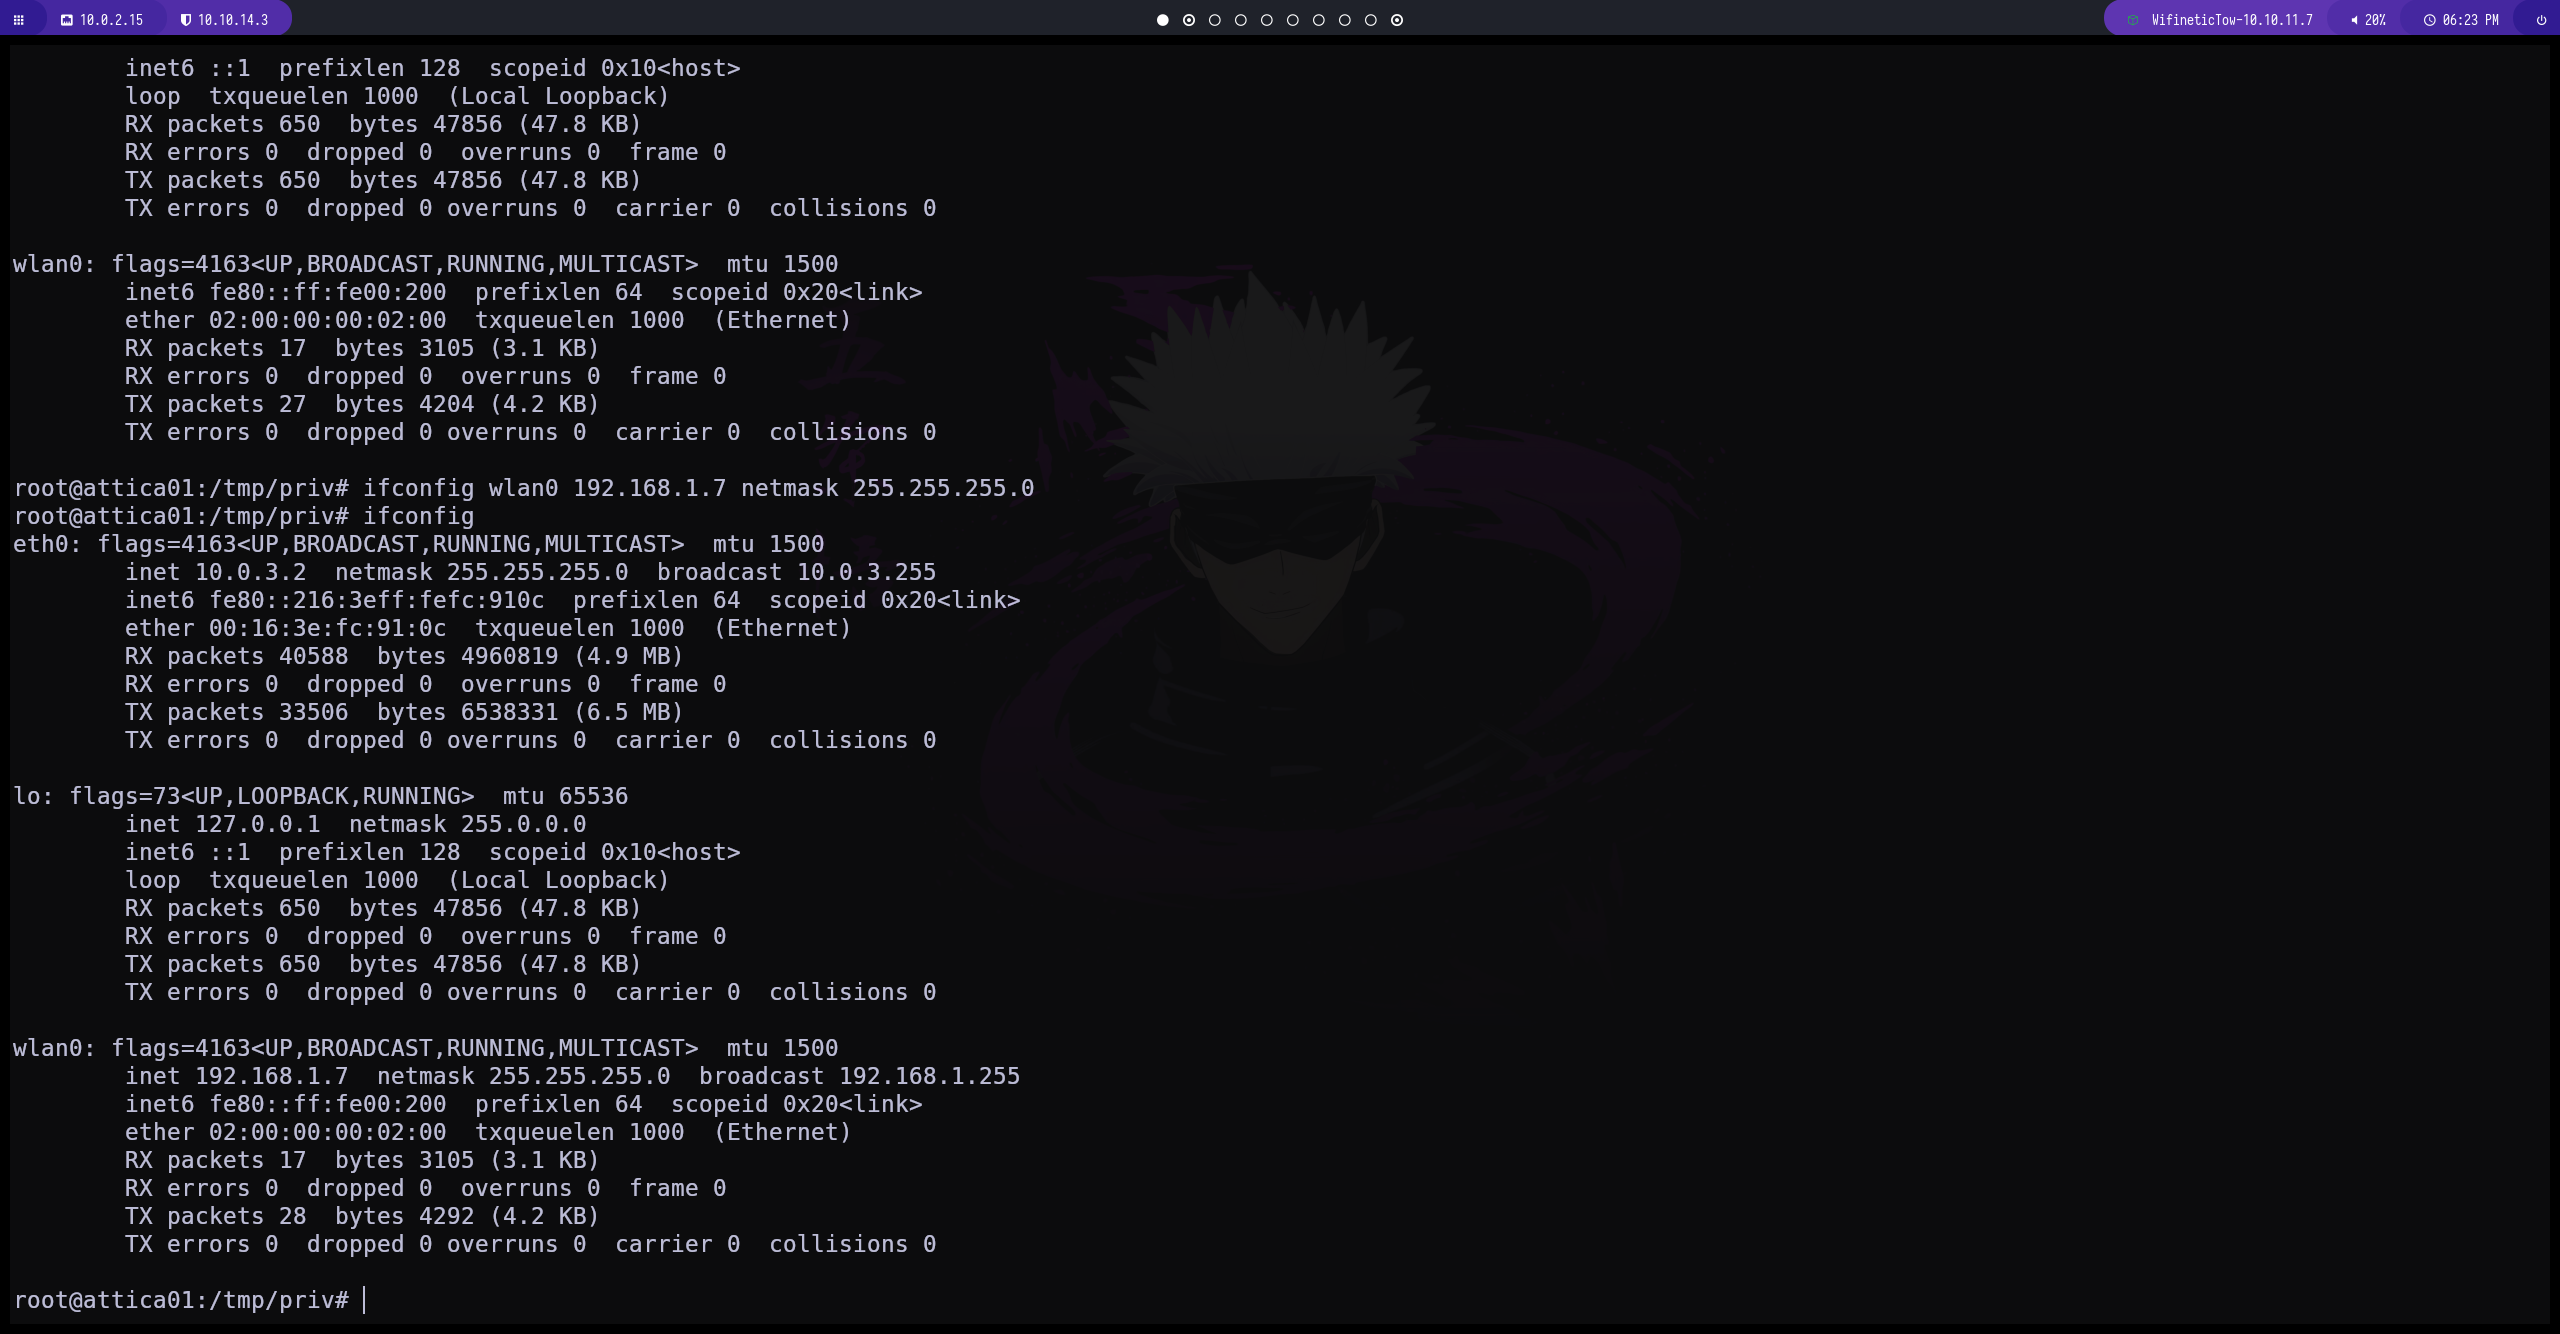 10.0.2.15 10.10.14.3 WifineticTow-10.10.11.7 20% 06:23 PM
inet6 ::1 prefixlen 128 scopeid 0x10<host>
loop txqueuelen 1000 (Local Loopback)
RX packets 650 bytes 47856 (47.8 KB)
RX errors 0 dropped 0 overruns 0 frame 0
TX packets 650 bytes 47856 (47.8 KB)
TX errors 0 dropped 0 overruns 0 carrier 0 collisions 0
wlan0: flags=4163<UP,BROADCAST,RUNNING,MULTICAST> mtu 1500
inet6 fe80::ff:fe00:200 prefixlen 64 scopeid 0x20<link>
ether 02:00:00:00:02:00 txqueuelen 1000 (Ethernet)
RX packets 17 bytes 3105 (3.1 KB)
RX errors 0 dropped 0 overruns 0 frame 0
TX packets 27 bytes 4204 (4.2 KB)
TX errors 0 dropped 0 overruns 0 carrier 0 collisions 0
root@attica01:/tmp/priv# ifconfig wlan0 192.168.1.7 netmask 255.255.255.0
root@attica01:/tmp/priv# ifconfig
eth0: flags=4163<UP,BROADCAST,RUNNING,MULTICAST> mtu 1500
inet 10.0.3.2 netmask 255.255.255.0 broadcast 10.0.3.255
inet6 fe80::216:3eff:fefc:910c prefixlen 64 scopeid 0x20<link>
ether 00:16:3e:fc:91:0c txqueuelen 1000 (Ethernet)
RX packets 40588 bytes 4960819 (4.9 MB)
RX errors 0 dropped 0 overruns 0 frame 0
TX packets 33506 bytes 6538331 (6.5 MB)
TX errors 0 dropped 0 overruns 0 carrier 0 collisions 0
lo: flags=73<UP,LOOPBACK,RUNNING> mtu 65536
inet 127.0.0.1 netmask 255.0.0.0
inet6 ::1 prefixlen 128 scopeid 0x10<host>
loop txqueuelen 1000 (Local Loopback)
RX packets 650 bytes 47856 (47.8 KB)
RX errors 0 dropped 0 overruns 0 frame 0
TX packets 650 bytes 47856 (47.8 KB)
TX errors 0 dropped 0 overruns 0 carrier 0 collisions 0
wlan0: flags=4163<UP,BROADCAST,RUNNING,MULTICAST> mtu 1500
inet 192.168.1.7 netmask 255.255.255.0 broadcast 192.168.1.255
inet6 fe80::ff:fe00:200 prefixlen 64 scopeid 0x20<link>
ether 02:00:00:00:02:00 txqueuelen 1000 (Ethernet)
RX packets 17 bytes 3105 (3.1 KB)
RX errors 0 dropped 0 overruns 0 frame 0
TX packets 28 bytes 4292 (4.2 KB)
TX errors 0 dropped 0 overruns 0 carrier 0 collisions 0
root@attica01:/tmp/priv#